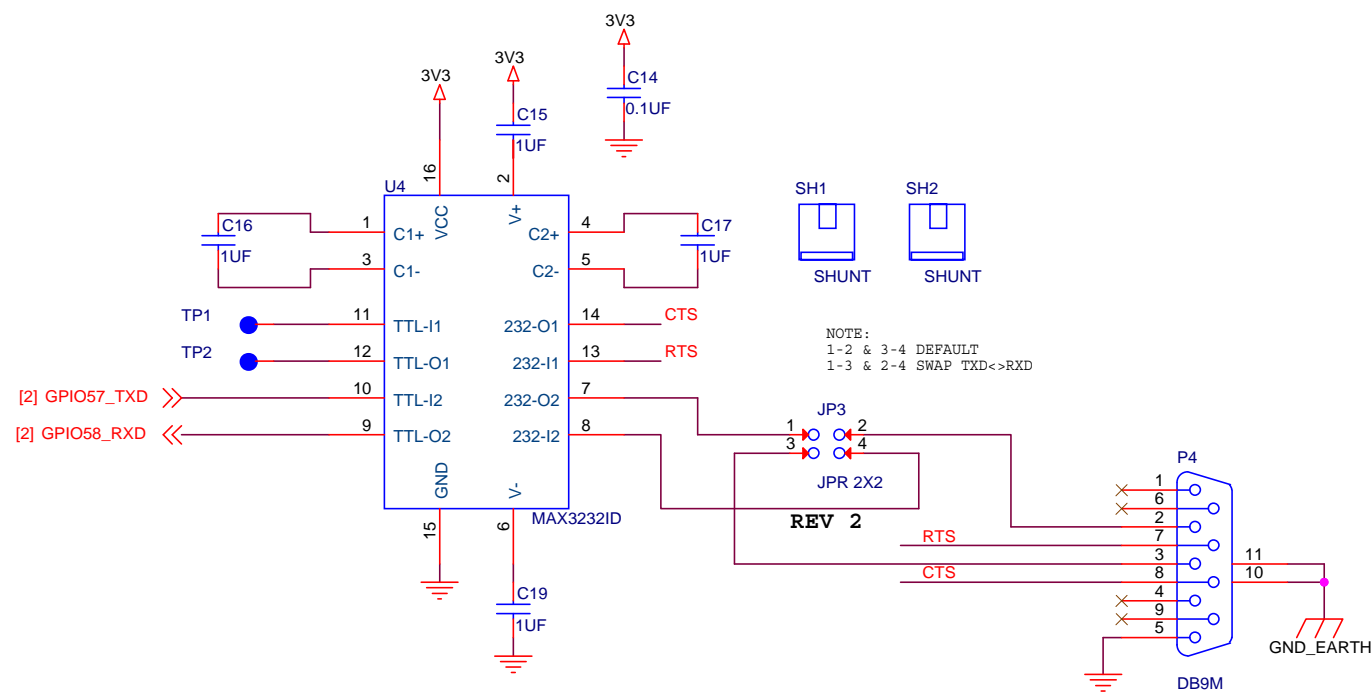 3V3
3V3
3V3
C14
0.1UF
C15
1UF
16
2
U4
VCC
V+
SH1
SH2
SHUNT
SHUNT
C16
1UF
1
C1+
3
C1-
4
C2+
5
C2-
C17
1UF
TP1
11
TTL-I1
232-O1
14
CTS
TP2
12
TTL-O1
232-I1
13
RTS
[2] GPIO57_TXD
10
TTL-I2
232-O2
7
[2] GPIO58_RXD
9
TTL-O2
232-I2
8
NOTE:
1-2 & 3-4 DEFAULT
1-3 & 2-4 SWAP TXD<>RXD
JP3
1
2
3
4
JPR 2X2
REV 2
GND
V-
15
6
MAX3232ID
C19
1UF
P4
1
6
2
RTS
7
3
CTS
8
4
9
5
11
10
GND_EARTH
DB9M